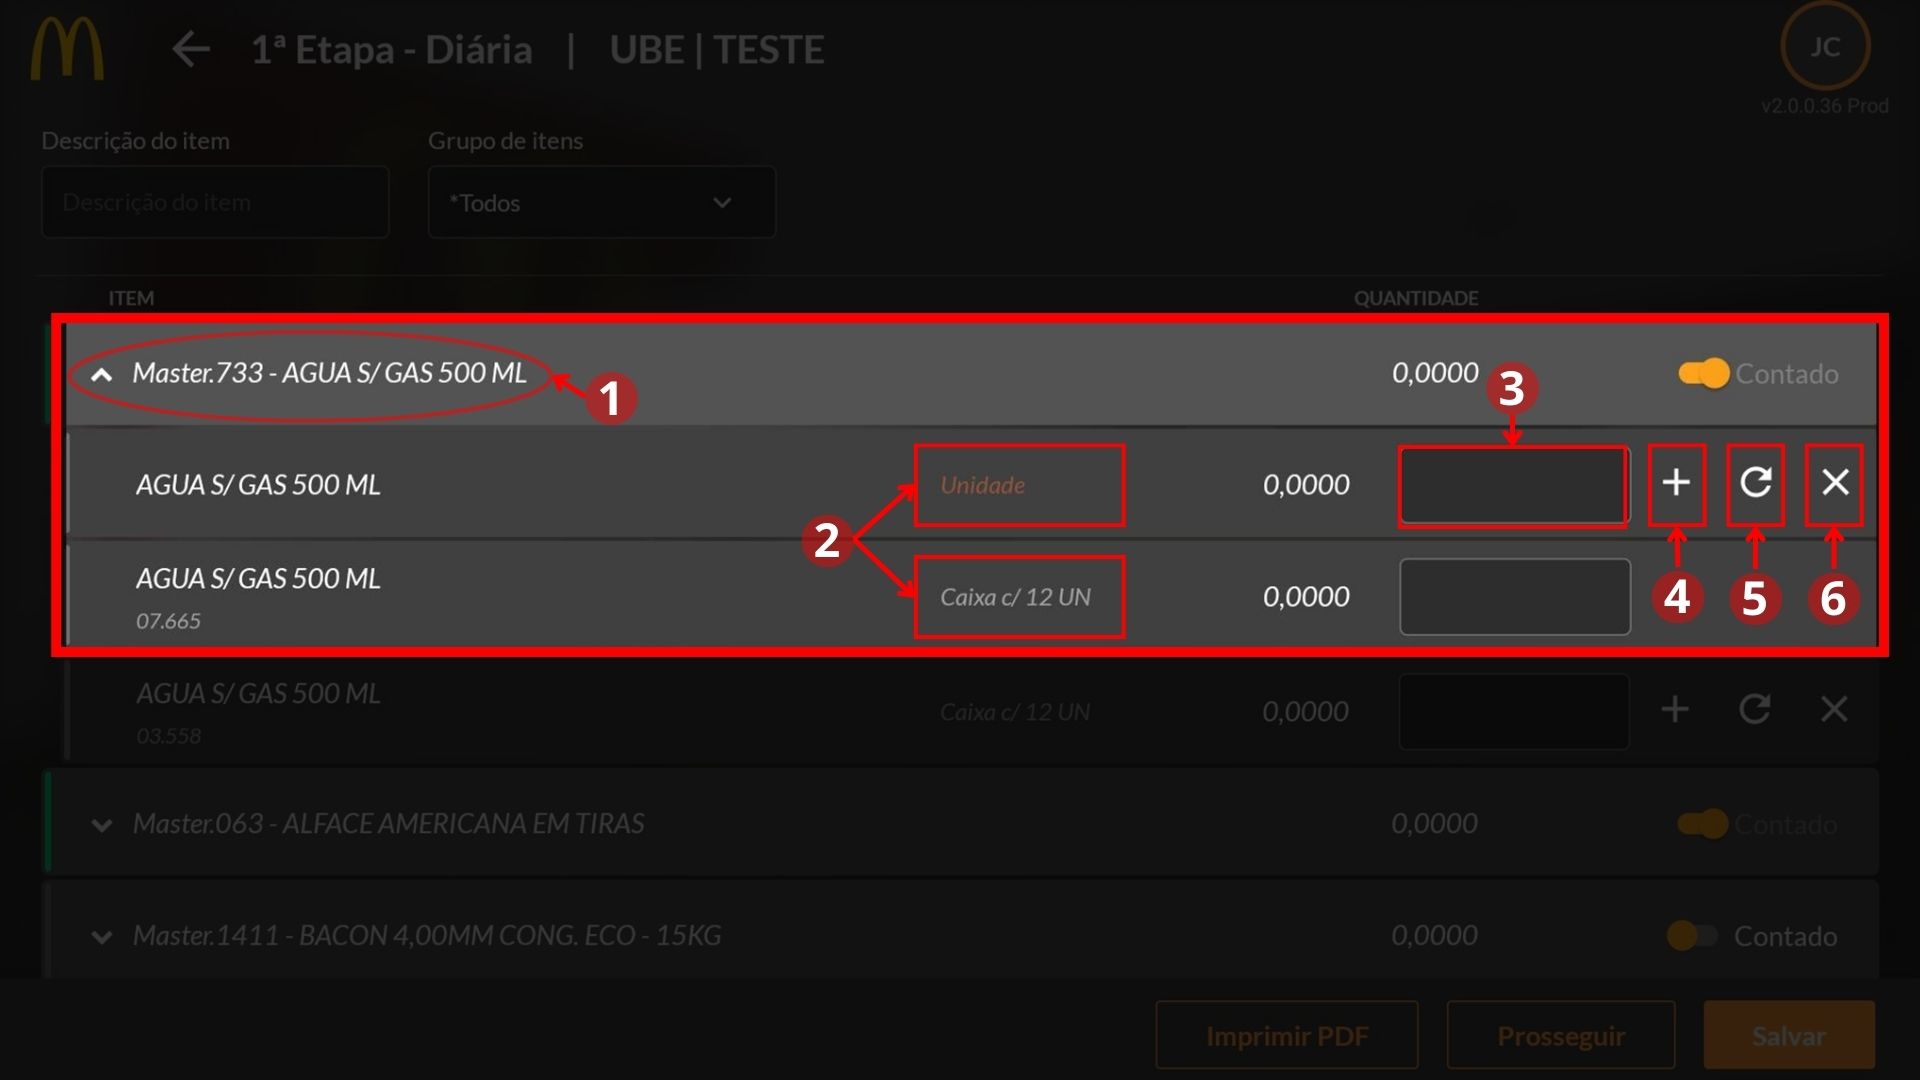 1ª Etapa - Diária | UBE | TESTE
JC
v2.0.0.36 Prod
Descrição do item
Grupo de itens
Descrição do item
*Todos
ITEM
QUANTIDADE
Master.733 - AGUA S/ GAS 500 ML
0,0000
Contado
1
3
AGUA S/ GAS 500 ML
Unidade
0,0000
2
AGUA S/ GAS 500 ML
07.665
Caixa c/ 12 UN
0,0000
4
5
6
AGUA S/ GAS 500 ML
03.558
Caixa c/ 12 UN
0,0000
Master.063 - ALFACE AMERICANA EM TIRAS
0,0000
Contado
Master.1411 - BACON 4,00MM CONG. ECO - 15KG
0,0000
Contado
Imprimir PDF
Prosseguir
Salvar